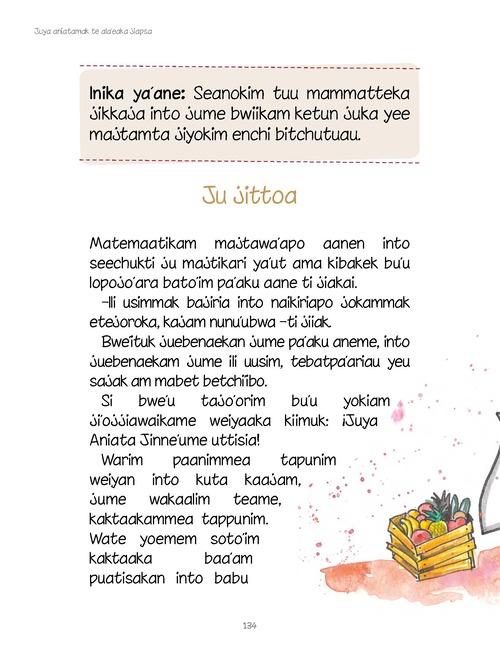 Juya aniatamak te ala'eaka jiapsa
Inika ya'ane: Seanokim tuu mammatteka
jikkaja into jume bwiikam ketun juka yee
majtamta jiyokim enchi bitchutuau.
Ju jittoa
Matemaatikam majtawa'apo aanen into
seechukti ju majtikari ya'ut ama kibakek bu'u
lopojo'ara bato'im pa'aku aane ti jiakai.
–Ili usimmak bajiria into naikiriapo jokammak
etejoroka, kajam nunu'ubwa –ti jiiak.
Bwe'ituk juebenaekan jume pa'aku aneme, into
juebenaekam jume ili uusim, tebatpa'ariau yeu
sajak am mabet betchi'ibo.
Si bwe'u tajo'orim bu'u yokiam
ji'ojjiawaikame weiyaaka kiimuk: ¡Juya
Aniata Jinne'ume uttisia!
Warim paanimmea tapunim
weiyan into kuta kaajam,
jume wakaalim teame,
kaktaakammea tappunim.
Wate yoemem soto'im
kaktaaka baa'am
puatisakan into babu
134